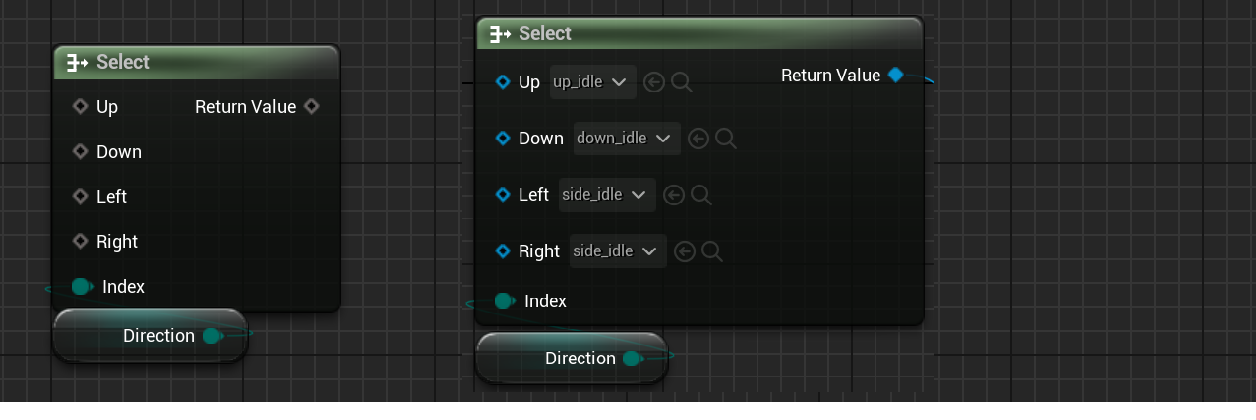 Select
Up Return Value
Down
Left
Right
Index
Direction
Select
Up up_idle Return Value
Down down_idle
Left side_idle
Right side_idle
Index
Direction